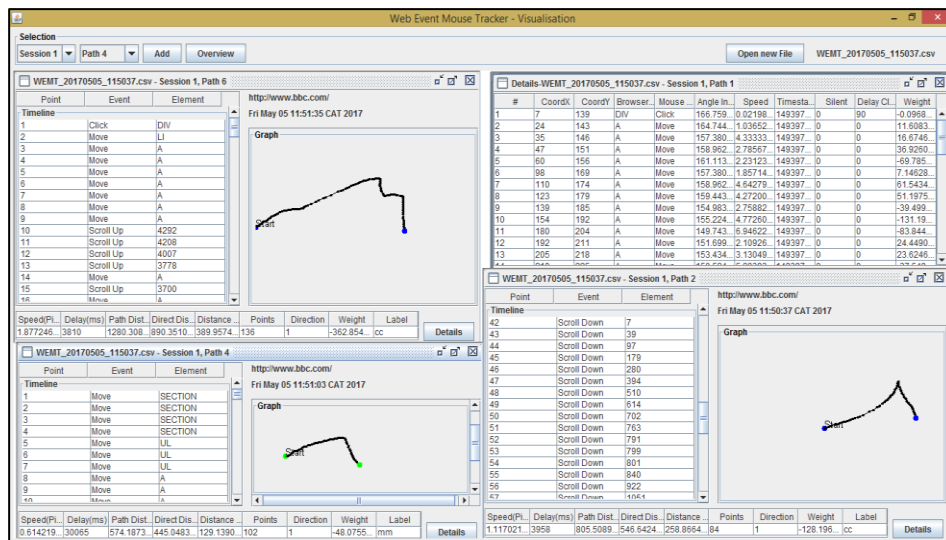 Web Event Mouse Tracker - Visualisation
Selection
Session 1 Path 4 Add Overview Open new File WEMT_20170505_115037.csv
WEMT_20170505_115037.csv - Session 1, Path 6
Point Event Element
Timeline
1 Click DIV
2 Move LI
3 Move A
4 Move A
5 Move A
6 Move A
7 Move A
8 Move A
9 Move A
10 Scroll Up 4292
11 Scroll Up 4208
12 Scroll Up 4007
13 Scroll Up 3778
14 Move A
15 Scroll Up 3700
16 Move A
http://www.bbc.com/
Fri May 05 11:51:35 CAT 2017
Graph
Start
Speed(Pi... Delay(ms) Path Dist... Direct Dis... Distance ... Points Direction Weight Label
1.877246... 3810 1280.308... 890.3510... 389.9574... 136 1 -362.854... cc
Details
Details-WEMT_20170505_115037.csv - Session 1, Path 1
# CoordX CoordY Browser... Mouse ... Angle In... Speed Timesta... Silent Delay Cl... Weight
1 7 139 DIV Click 166.759... 0.02198... 149397... 0 90 -0.0968...
2 24 143 A Move 164.744... 1.03652... 149397... 0 0 11.6083...
3 35 146 A Move 157.380... 4.33333... 149397... 0 0 16.6746...
4 47 151 A Move 158.962... 2.78567... 149397... 0 0 36.9260...
5 60 156 A Move 161.113... 2.23123... 149397... 0 0 -69.785...
6 98 169 A Move 157.380... 1.85714... 149397... 0 0 7.14628...
7 110 174 A Move 158.962... 4.64279... 149397... 0 0 61.5434...
8 123 179 A Move 159.443... 4.27200... 149397... 0 0 51.1975...
9 139 185 A Move 154.983... 2.75882... 149397... 0 0 -39.499...
10 154 192 A Move 155.224... 4.77260... 149397... 0 0 -131.19...
11 180 204 A Move 149.743... 6.94622... 149397... 0 0 -83.844...
12 192 211 A Move 151.699... 2.10926... 149397... 0 0 24.4490...
13 205 218 A Move 153.434... 3.13049... 149397... 0 0 23.6246...
WEMT_20170505_115037.csv - Session 1, Path 4
Point Event Element
Timeline
1 Move SECTION
2 Move SECTION
3 Move SECTION
4 Move SECTION
5 Move UL
6 Move UL
7 Move UL
8 Move A
9 Move A
10 Move A
http://www.bbc.com/
Fri May 05 11:51:03 CAT 2017
Graph
Start
Speed(Pi... Delay(ms) Path Dist... Direct Dis... Distance ... Points Direction Weight Label
0.614219... 30065 574.1873... 445.0483... 129.1390... 102 1 -48.0755... mm
Details
WEMT_20170505_115037.csv - Session 1, Path 2
Point Event Element
Timeline
42 Scroll Down 7
43 Scroll Down 39
44 Scroll Down 97
45 Scroll Down 179
46 Scroll Down 280
47 Scroll Down 394
48 Scroll Down 510
49 Scroll Down 614
50 Scroll Down 702
51 Scroll Down 763
52 Scroll Down 791
53 Scroll Down 799
54 Scroll Down 801
55 Scroll Down 840
56 Scroll Down 922
57 Scroll Down 1051
http://www.bbc.com/
Fri May 05 11:50:37 CAT 2017
Graph
Start
Speed(Pi... Delay(ms) Path Dist... Direct Dis... Distance ... Points Direction Weight Label
1.117021... 3958 805.5089... 546.6424... 258.8664... 84 1 -128.196... cc
Details